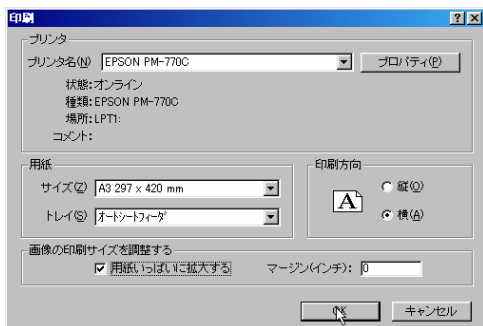 印刷
プリンタ
プリンタ名(N) EPSON PM-770C プロパティ(P)
状態:オンライン
種類:EPSON PM-770C
場所:LPT1:
コメント:
用紙
サイズ(Z) A3 297 x 420 mm
トレイ(S) オートシートフィーダ
印刷方向
A
縦(O)
横(A)
画像の印刷サイズを調整する
用紙いっぱいに拡大する マージン(インチ): 0
OK キャンセル